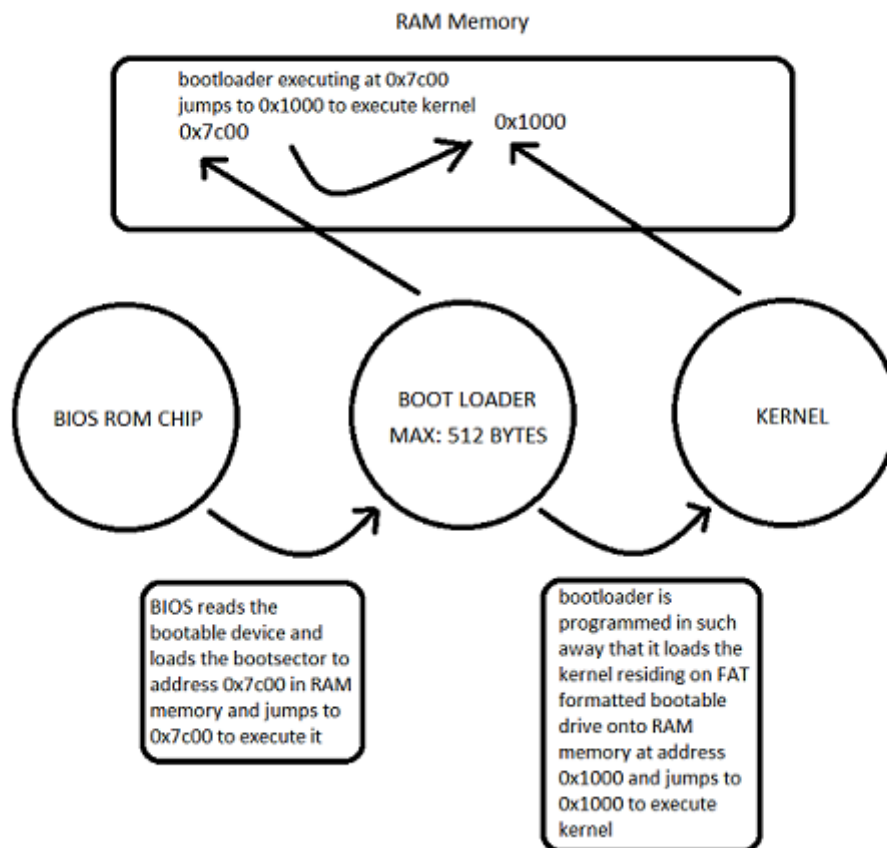 RAM Memory
bootloader executing at 0x7c00
jumps to 0x1000 to execute kernel
0x7c00
0x1000
BIOS ROM CHIP
BOOT LOADER
MAX: 512 BYTES
KERNEL
BIOS reads the
bootable device and
loads the bootsector to
address 0x7c00 in RAM
memory and jumps to
0x7c00 to execute it
bootloader is
programmed in such
away that it loads the
kernel residing on FAT
formatted bootable
drive onto RAM
memory at address
0x1000 and jumps to
0x1000 to execute
kernel